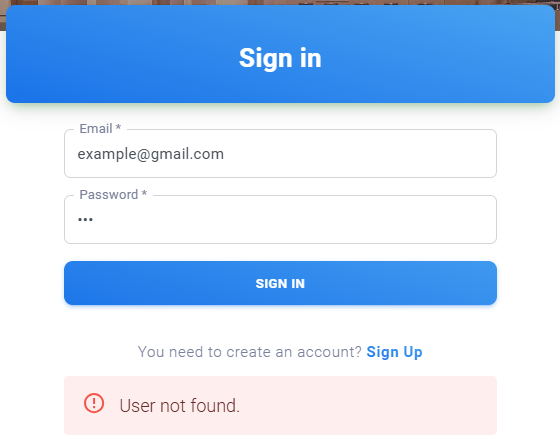 Sign in
Email *
example@gmail.com
Password *
•••
SIGN IN
You need to create an account? Sign Up
User not found.